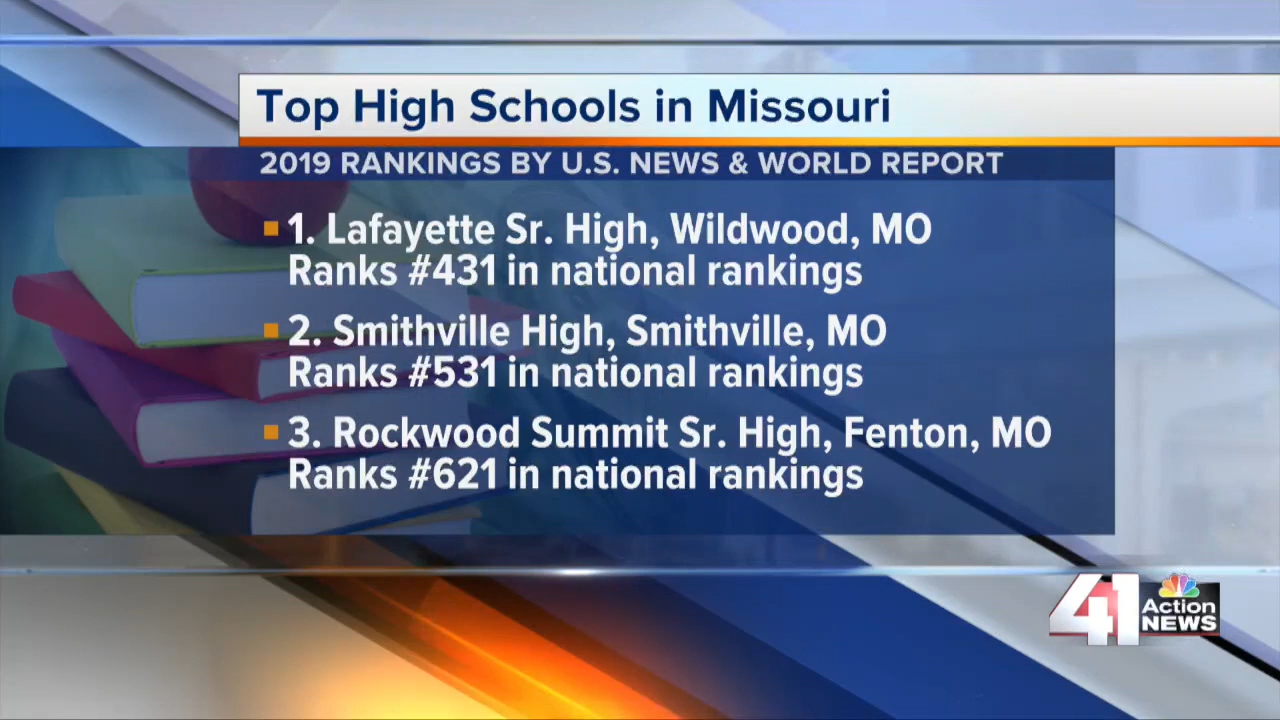 Top High Schools in Missouri
2019 RANKINGS BY U.S. NEWS & WORLD REPORT
1. Lafayette Sr. High, Wildwood, MO
Ranks #431 in national rankings
2. Smithville High, Smithville, MO
Ranks #531 in national rankings
3. Rockwood Summit Sr. High, Fenton, MO
Ranks #621 in national rankings
41 Action
NEWS